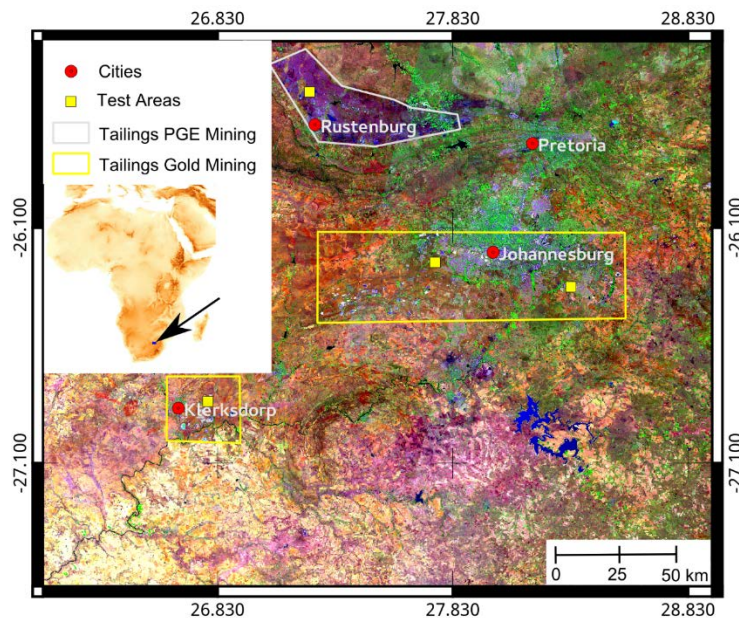 26.830 27.830 28.830
Cities
Test Areas
Tailings PGE Mining
Tailings Gold Mining
Rustenburg
Pretoria
-26.100
-26.100
Johannesburg
Klerksdorp
-27.100
-27.100
0 25 50 km
26.830 27.830 28.830